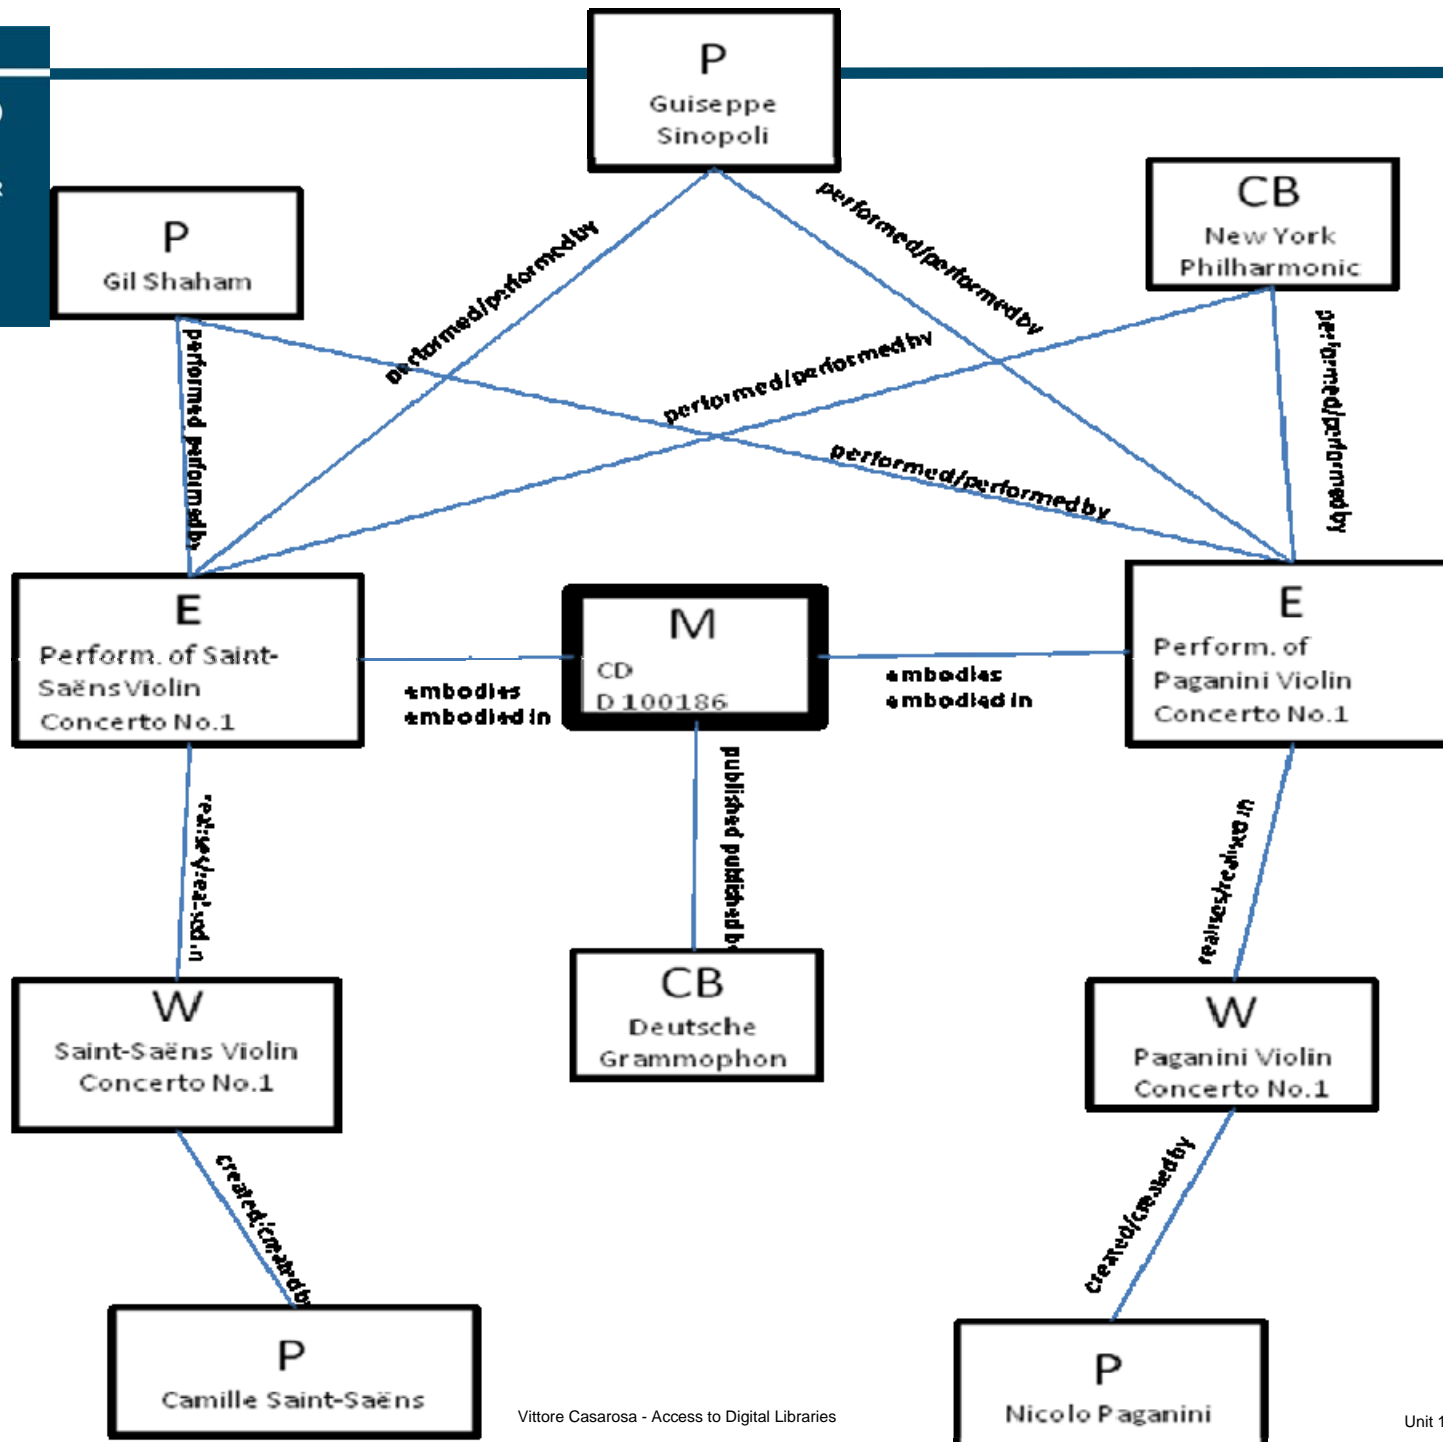 P
Guiseppe
Sinopoli
CB
New York
Philharmonic
P
Gil Shaham
performed/performed by
performed/performed by
performed/performed by
performed/performed by
performed performed by
performed/performed by
E
Perform. of Saint-
Saëns Violin
Concerto No.1
M
CD
D 100186
E
Perform. of
Paganini Violin
Concerto No.1
embodies
embodied in
embodies
embodied in
published published by
realises/realised in
realises/realised in
W
Saint-Saëns Violin
Concerto No.1
CB
Deutsche
Grammophon
W
Paganini Violin
Concerto No.1
created/created by
created/created by
P
Camille Saint-Saëns
P
Nicolo Paganini
Vittore Casarosa - Access to Digital Libraries
Unit 1